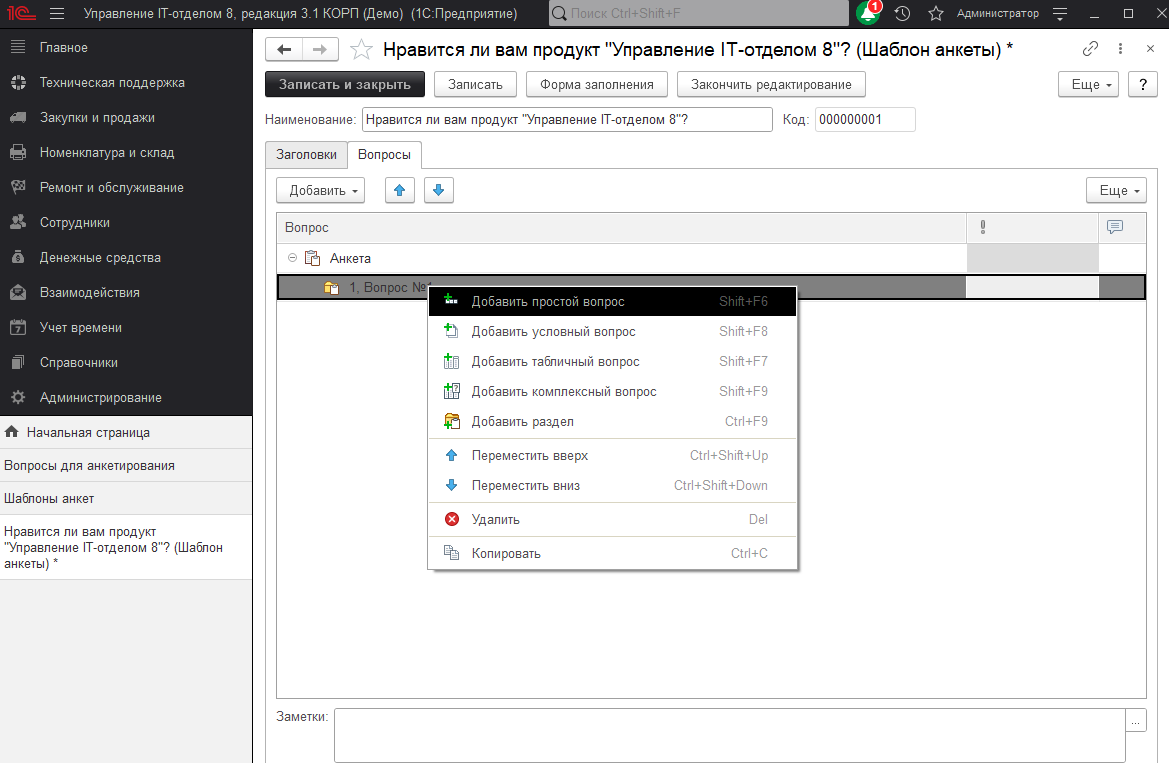 1С Управление IT-отделом 8, редакция 3.1 КОРП (Демо) (1С:Предприятие) Поиск Ctrl+Shift+F 1 Администратор
Главное
Техническая поддержка
Закупки и продажи
Номенклатура и склад
Ремонт и обслуживание
Сотрудники
Денежные средства
Взаимодействия
Учет времени
Справочники
Администрирование
Начальная страница
Вопросы для анкетирования
Шаблоны анкет
Нравится ли вам продукт
"Управление IT-отделом 8"? (Шаблон
анкеты) *
Нравится ли вам продукт "Управление IT-отделом 8"? (Шаблон анкеты) *
Записать и закрыть Записать Форма заполнения Закончить редактирование Еще ?
Наименование: Нравится ли вам продукт "Управление IT-отделом 8"? Код: 000000001
Заголовки Вопросы
Добавить Еще
Вопрос
Анкета
1, Вопрос №1
Добавить простой вопрос Shift+F6
Добавить условный вопрос Shift+F8
Добавить табличный вопрос Shift+F7
Добавить комплексный вопрос Shift+F9
Добавить раздел Ctrl+F9
Переместить вверх Ctrl+Shift+Up
Переместить вниз Ctrl+Shift+Down
Удалить Del
Копировать Ctrl+C
Заметки: ...